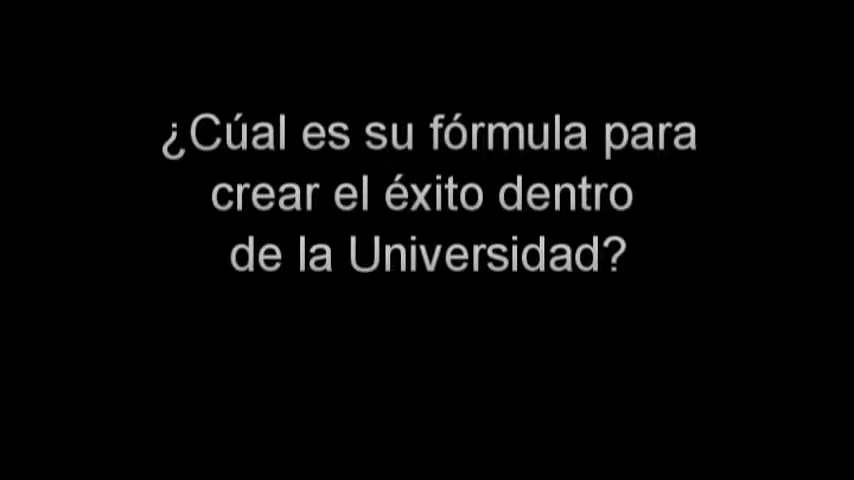 ¿Cúal es su fórmula para
crear el éxito dentro
de la Universidad?